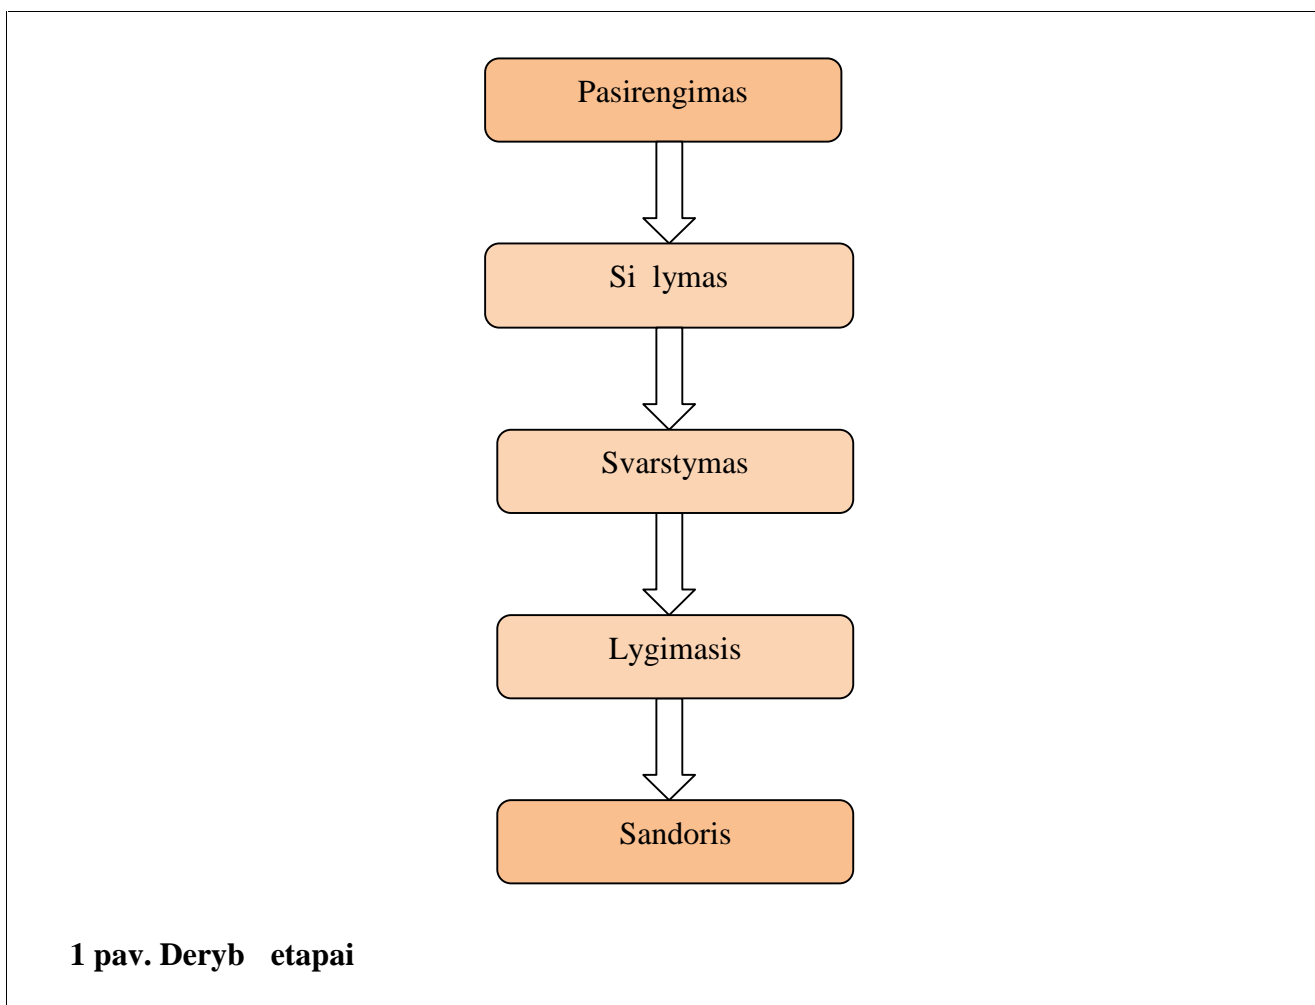 Pasirengimas
Si lymas
Svarstymas
Lygimasis
Sandoris
1 pav. Deryb etapai